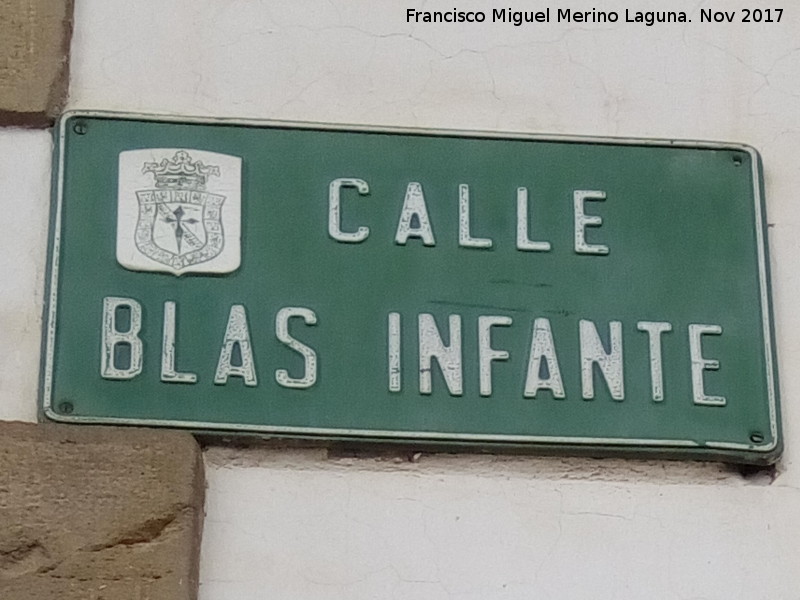 Francisco Miguel Merino Laguna. Nov 2017
CALLE
BLAS INFANTE